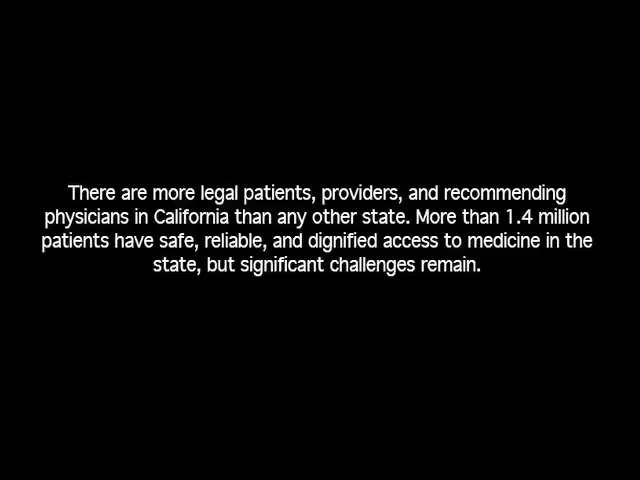 There are more legal patients, providers, and recommending
physicians in California than any other state. More than 1.4 million
patients have safe, reliable, and dignified access to medicine in the
state, but significant challenges remain.